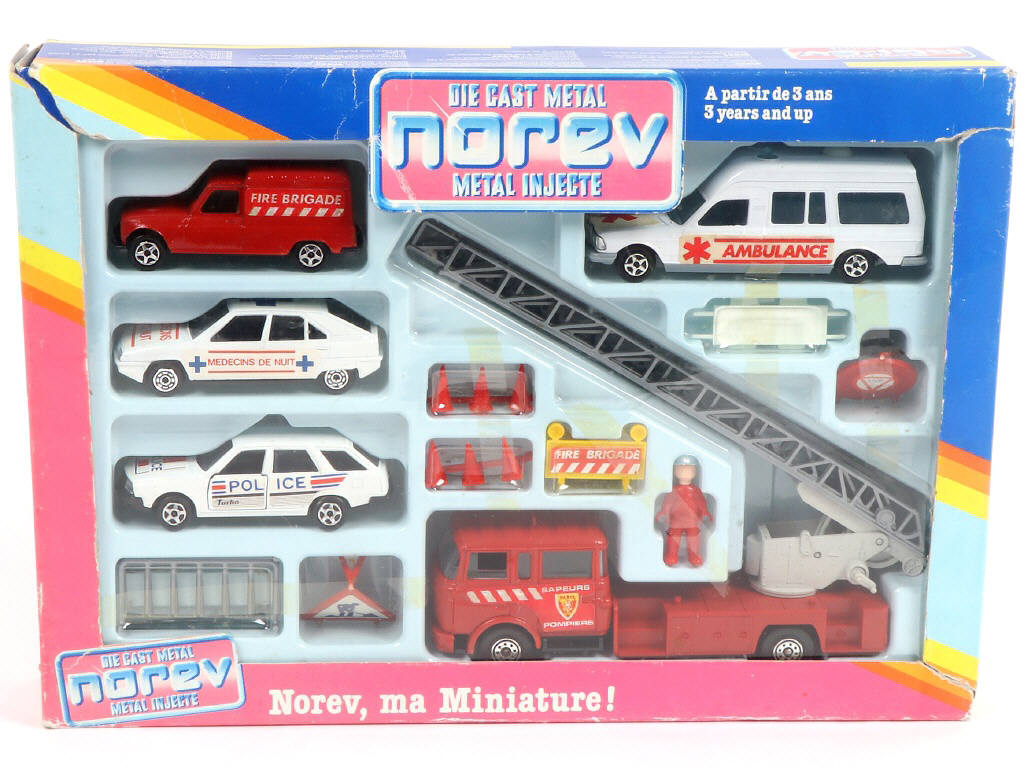 DIE CAST METAL
norev
METAL INJECTE
A partir de 3 ans
3 years and up
FIRE BRIGADE
AMBULANCE
MEDECINS DE NUIT
FIRE BRIGADE
POLICE
Turbo
SAPEURS
POMPIERS
DIE CAST METAL
norev
METAL INJECTE
Norev, ma Miniature!